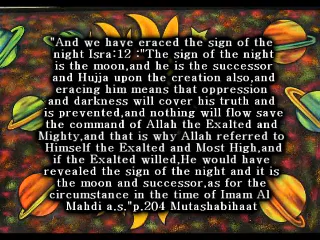 "And we have eraced the sign of the
night Isra:12 :"The sign of the night
is the moon,and he is the successor
and Hujja upon the creation also,and
eracing him means that oppression
and darkness will cover his truth and
is prevented,and nothing will flow save
the command of Allah the Exalted and
Mighty,and that is why Allah referred to
Himself the Exalted and Most High,and
if the Exalted willed,He would have
revealed the sign of the night and it is
the moon and successor,as for the
circumstance in the time of Imam Al
Mahdi a.s,"p.204 Mutashabihaat